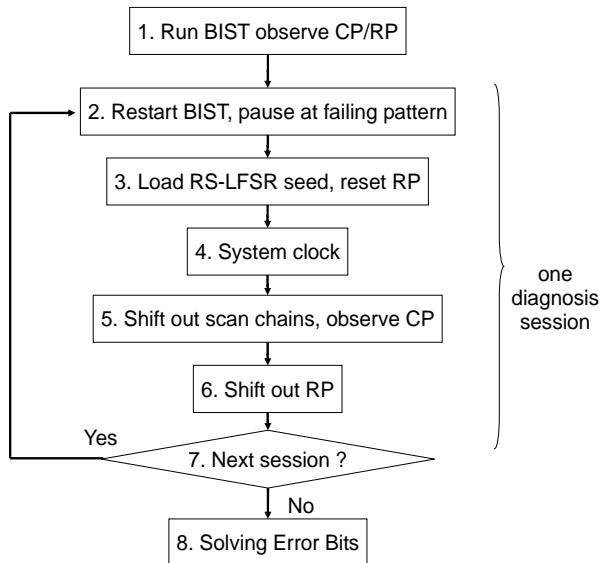 1. Run BIST observe CP/RP
2. Restart BIST, pause at failing pattern
3. Load RS-LFSR seed, reset RP
4. System clock
one
diagnosis
session
5. Shift out scan chains, observe CP
6. Shift out RP
Yes
7. Next session ?
No
8. Solving Error Bits